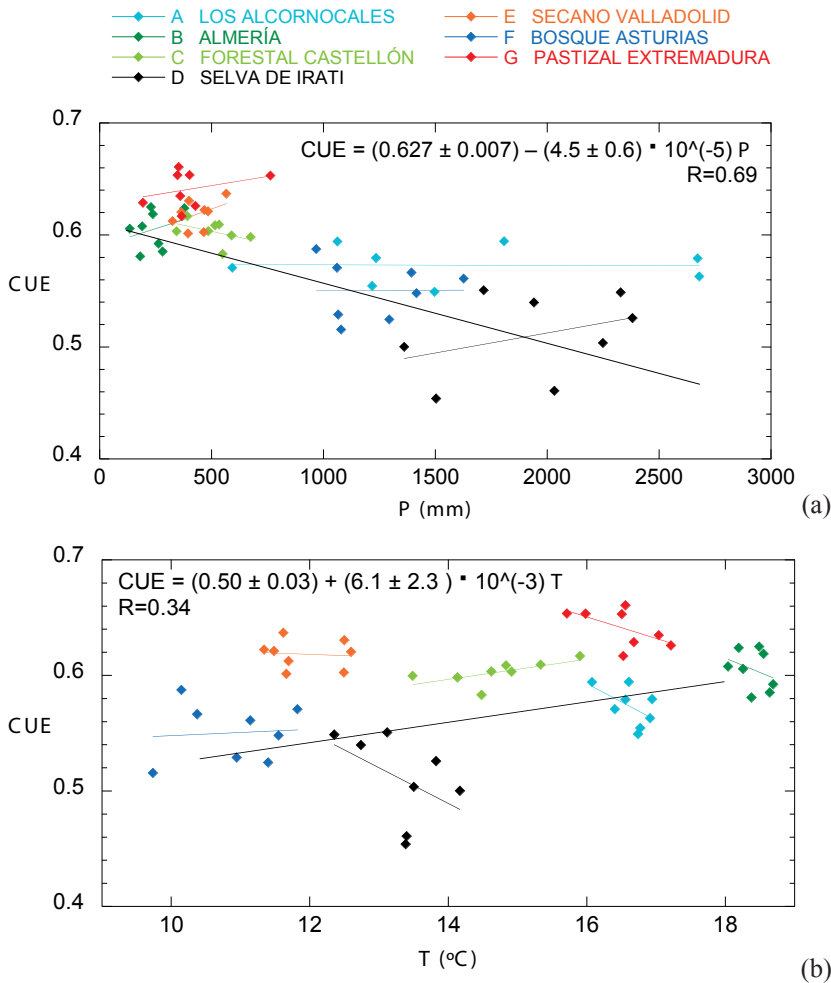 A LOS ALCORNOCALES
B ALMERÍA
C FORESTAL CASTELLÓN
D SELVA DE IRATI
E SECANO VALLADOLID
F BOSQUE ASTURIAS
G PASTIZAL EXTREMADURA
0.7
0.6
0.5
0.4
CUE
CUE = (0.627 ± 0.007) – (4.5 ± 0.6) · 10^(-5) P
R=0.69
0 500 1000 1500 2000 2500 3000
P (mm)
(a)
0.7
0.6
0.5
0.4
CUE
CUE = (0.50 ± 0.03) + (6.1 ± 2.3 ) · 10^(-3) T
R=0.34
10 12 14 16 18
T (ºC)
(b)